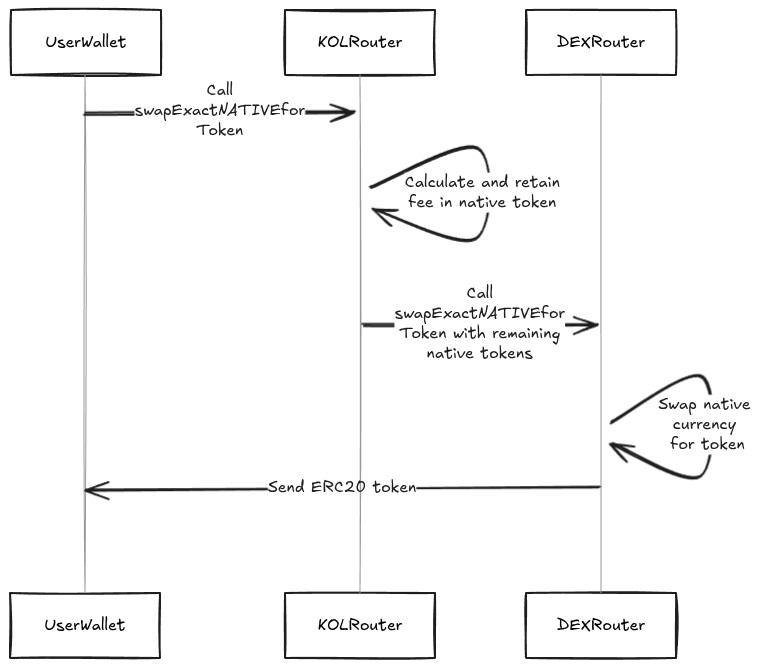 UserWallet
KOLRouter
DEXRouter
Call
swapExactNATIVEfor
Token
Calculate and retain
fee in native token
Call
swapExactNATIVEfor
Token with remaining
native tokens
Swap native
currency
for token
Send ERC20 token
UserWallet
KOLRouter
DEXRouter